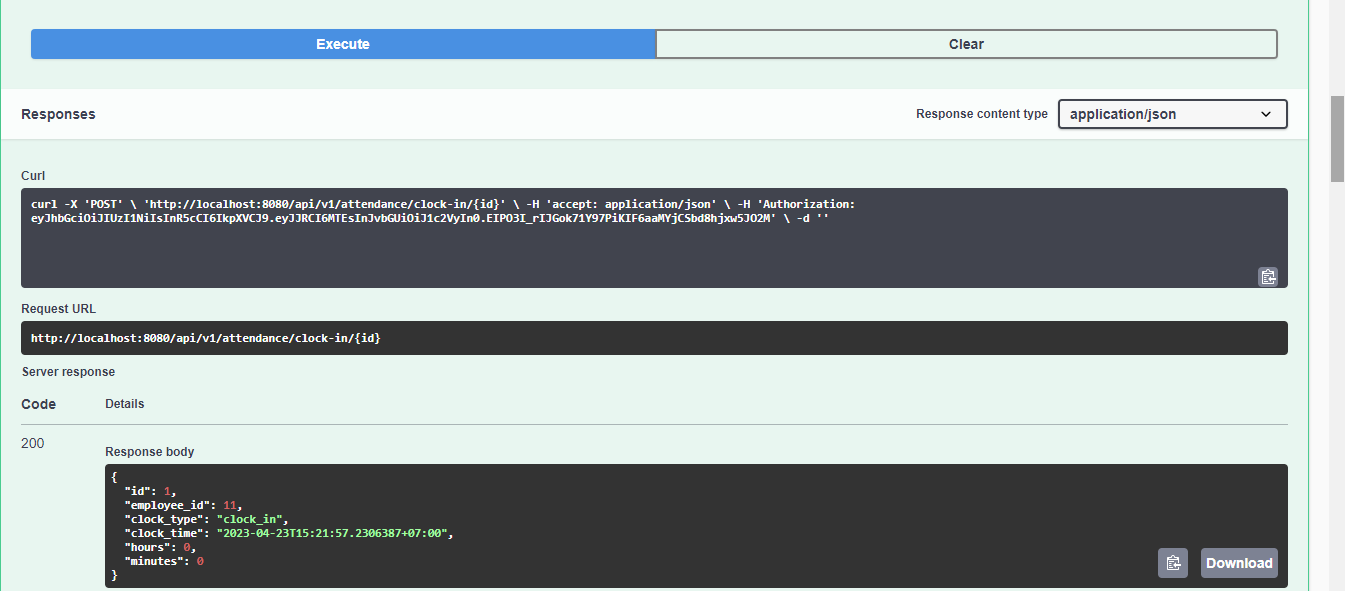 Execute
Clear
Responses
Response content type
application/json
Curl
curl -X 'POST' \ 'http://localhost:8080/api/v1/attendance/clock-in/{id}' \ -H 'accept: application/json' \ -H 'Authorization:
eyJhbGciOiJIUzI1NiIsInR5cCI6IkpXVCJ9.eyJJRCI6MTEsInJvbGUiOiJ1c2VyIn0.EIPO3I_rIJGok71Y97PiKIF6aaMYjCSbd8hjxw5JO2M' \ -d ''
Request URL
http://localhost:8080/api/v1/attendance/clock-in/{id}
Server response
Code
Details
200
Response body
{
  "id": 1,
  "employee_id": 11,
  "clock_type": "clock_in",
  "clock_time": "2023-04-23T15:21:57.2306387+07:00",
  "hours": 0,
  "minutes": 0
}
Download